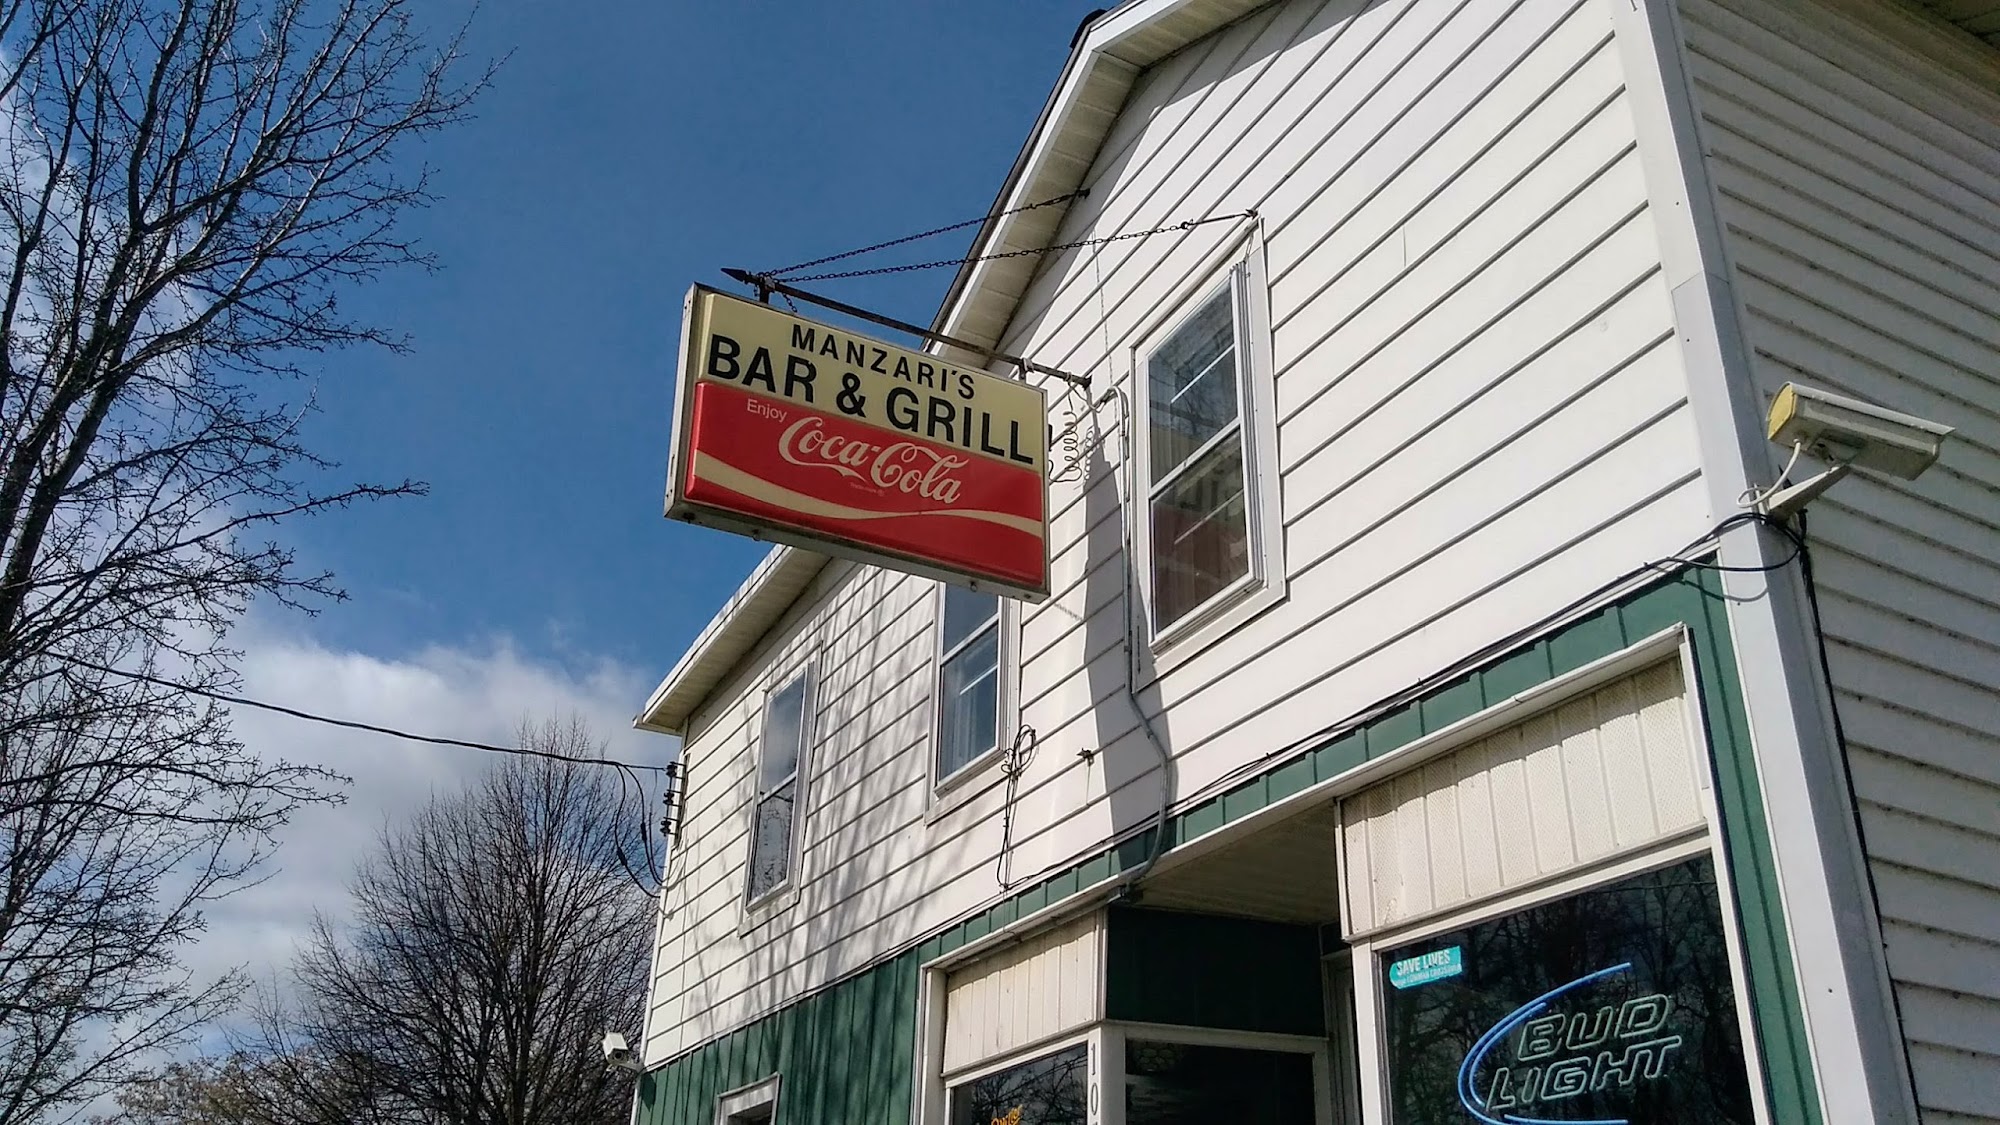 MANZARI'S
BAR & GRILL
Enjoy
Coca-Cola
SAVE LIVES
BUD
LIGHT